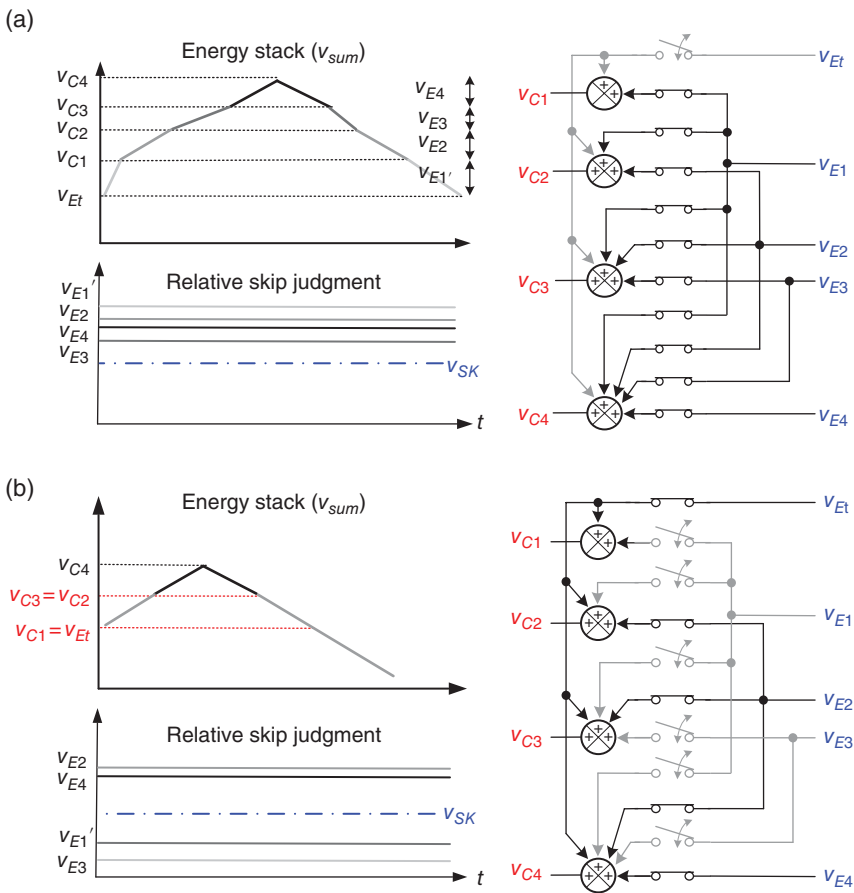 (a)
Energy stack (vsum)
vC4
vC3
vC2
vC1
vEt
vE4
vE3
vE2
vE1'
Relative skip judgment
vE1'
vE2
vE4
vE3
vSK
t
vEt
vC1
vE1
vC2
vE2
vC3
vE3
vC4
vE4
(b)
Energy stack (vsum)
vC4
vC3 = vC2
vC1 = vEt
Relative skip judgment
vE2
vE4
vSK
vE1'
vE3
t
vEt
vC1
vE1
vC2
vE2
vC3
vE3
vC4
vE4